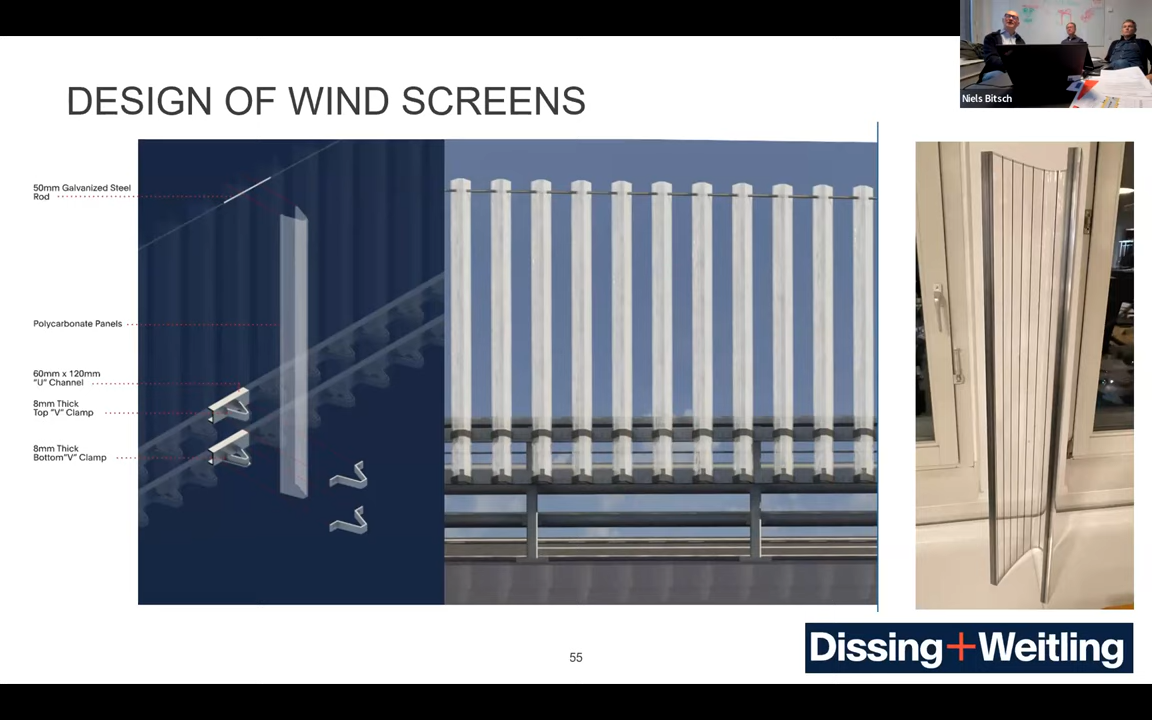 Niels Bitsch
DESIGN OF WIND SCREENS
50mm Galvanized Steel
Rod
Polycarbonate Panels
60mm x 120mm
"U" Channel
8mm Thick
Top "V" Clamp
8mm Thick
Bottom"V" Clamp
55
Dissing+Weitling